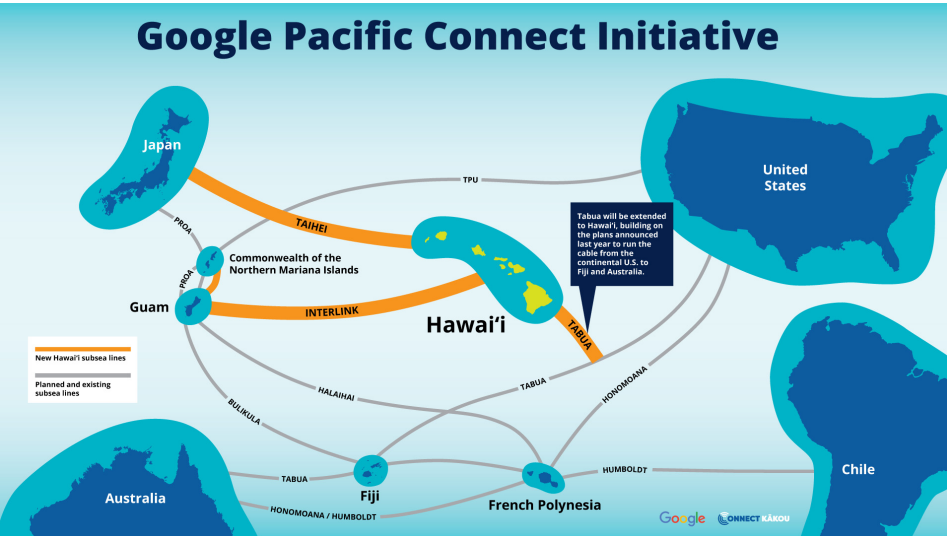 Google Pacific Connect Initiative
Japan
United
States
TPU
PROA
TAIHEI
Tabua will be extended
to Hawai‘i, building on
the plans announced
last year to run the
cable from the
continental U.S. to
Fiji and Australia.
Commonwealth of the
Northern Mariana Islands
PROA
Guam
INTERLINK
Hawai‘i
TABUA
New Hawai‘i subsea lines
Planned and existing
subsea lines
HALAIHAI
TABUA
HONOMOANA
BULIKULA
Australia
TABUA
Fiji
HUMBOLDT
Chile
French Polynesia
HONOMOANA / HUMBOLDT
Google
CONNECT KĀKOU